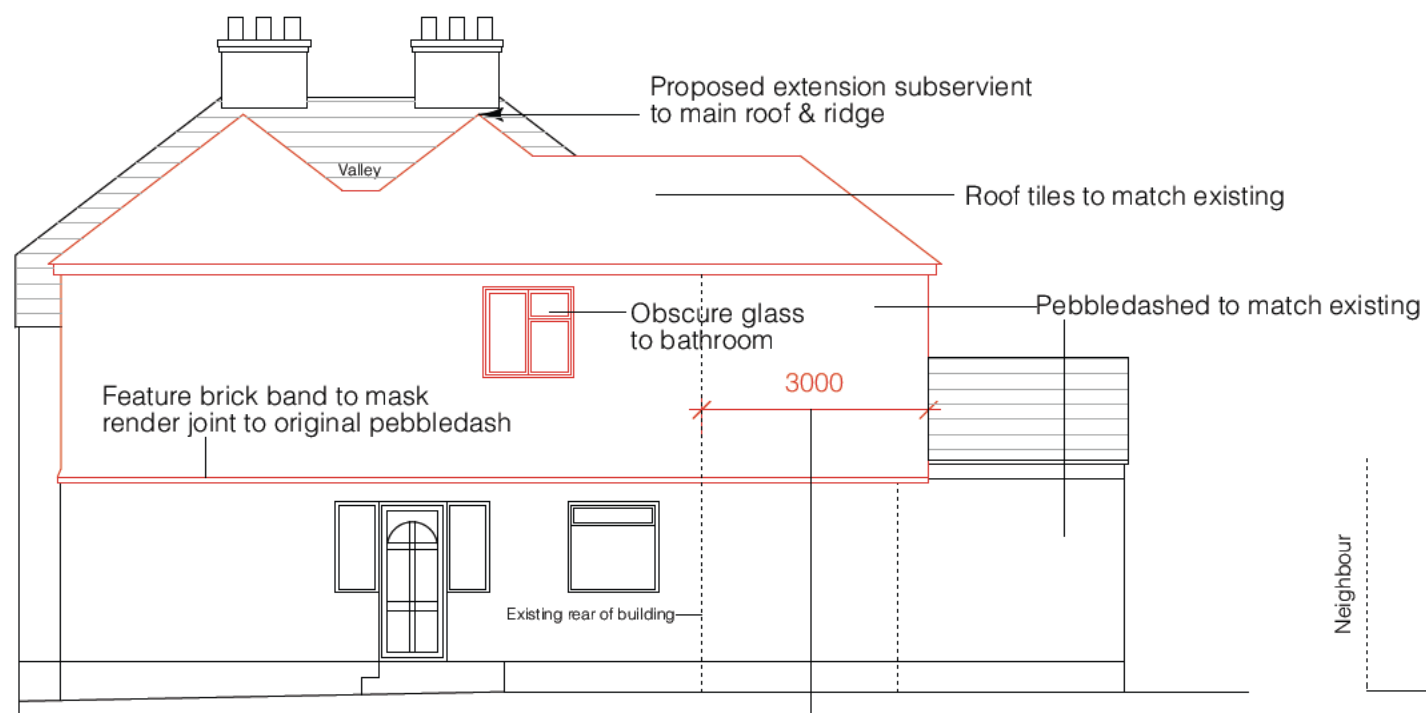 Proposed extension subservient
to main roof & ridge
Valley
Roof tiles to match existing
Obscure glass
to bathroom
Pebbledashed to match existing
3000
Feature brick band to mask
render joint to original pebbledash
Existing rear of building
Neighbour